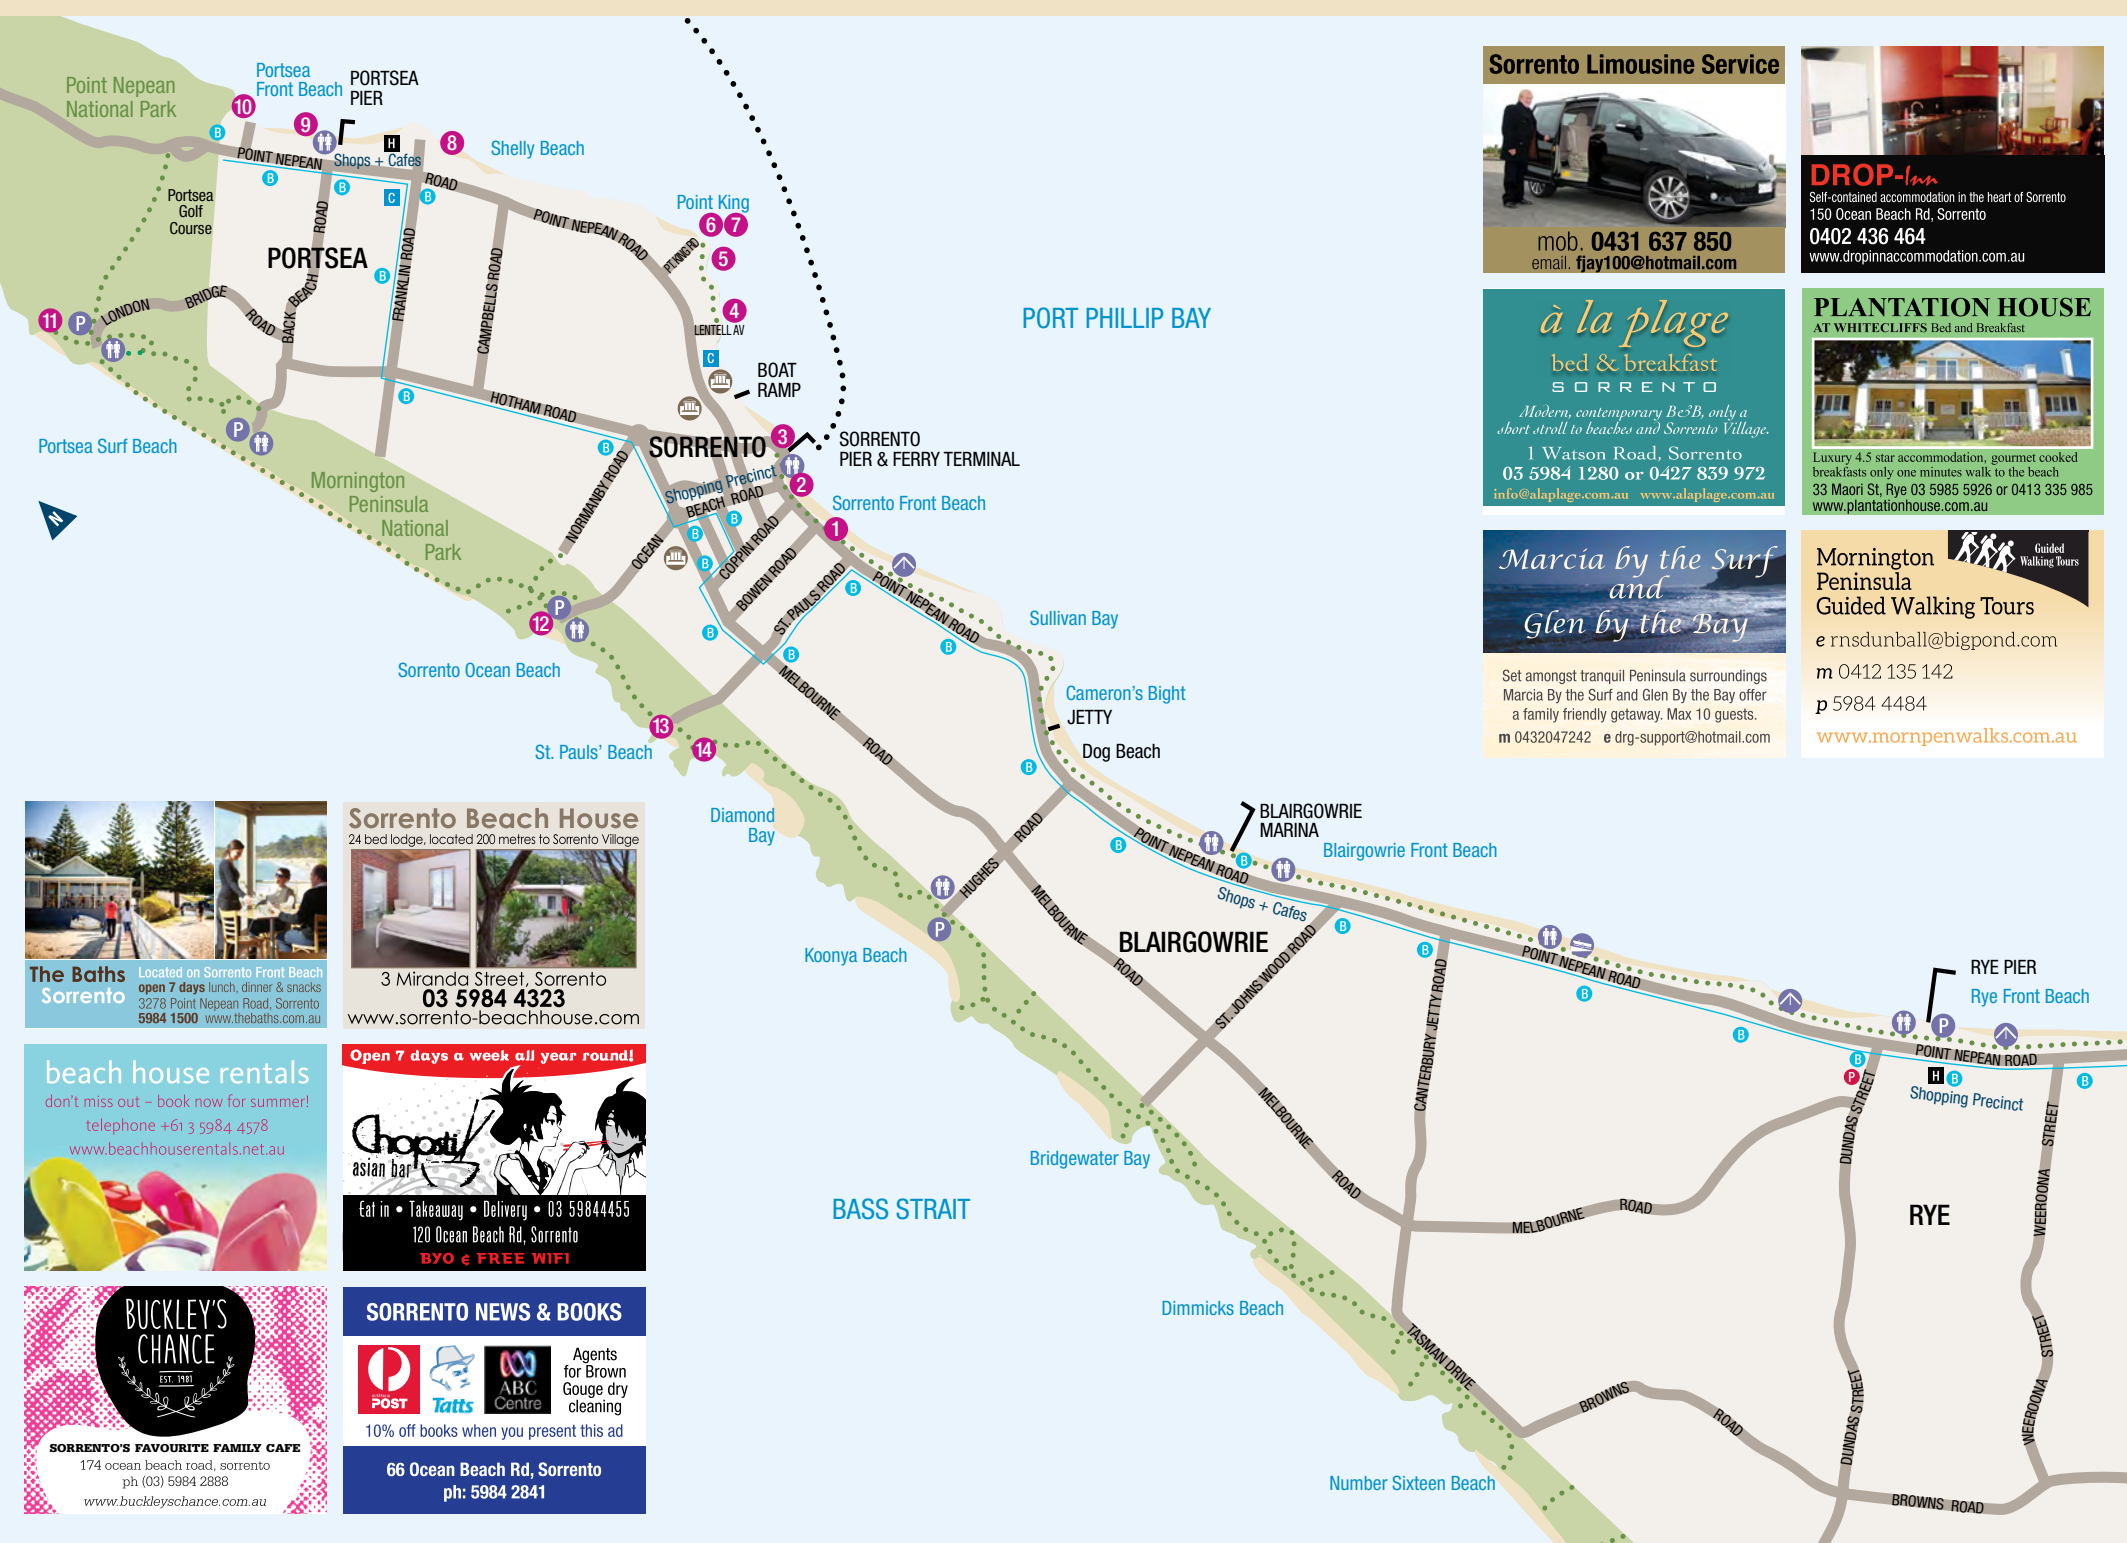 Point Nepean
National Park
Portsea
Front Beach
PORTSEA
PIER
10
9
8
B
H
Shops + Cafes
Shelly Beach
POINT NEPEAN
ROAD
B
B
C
B
Portsea
Golf
Course
ROAD
PORTSEA
BEACH
BACK
FRANKLIN ROAD
B
CAMPBELLS ROAD
POINT NEPEAN ROAD
PT. KING RD
Point King
6
7
5
4
LENTELL AV
C
BOAT
RAMP
LONDON
BRIDGE
ROAD
11
P
Portsea Surf Beach
P
B
HOTHAM ROAD
B
SORRENTO
3
SORRENTO
PIER & FERRY TERMINAL
2
Shopping Precinct
BEACH ROAD
OCEAN
Sorrento Front Beach
1
PORT PHILLIP BAY
N
Mornington
Peninsula
National
Park
NORMANBY ROAD
B
B
B
COPPIN ROAD
BOWEN ROAD
ST. PAULS ROAD
B
B
B
POINT NEPEAN ROAD
B
Sullivan Bay
P
12
Sorrento Ocean Beach
13
14
St. Pauls' Beach
MELBOURNE
ROAD
Cameron's Bight
JETTY
Dog Beach
B
Diamond
Bay
HUGHES
ROAD
B
POINT NEPEAN ROAD
BLAIRGOWRIE
MARINA
B
Blairgowrie Front Beach
Shops + Cafes
P
Koonya Beach
MELBOURNE
ROAD
BLAIRGOWRIE
ST. JOHNS WOOD ROAD
B
B
CANTERBURY JETTY ROAD
POINT NEPEAN ROAD
B
B
RYE PIER
Rye Front Beach
P
B
P
POINT NEPEAN ROAD
H
B
B
Shopping Precinct
MELBOURNE
ROAD
Bridgewater Bay
BASS STRAIT
MELBOURNE
ROAD
DUNDAS STREET
RYE
WEEROONA
STREET
Dimmicks Beach
TASMAN DRIVE
BROWNS
ROAD
DUNDAS STREET
WEEROONA
STREET
BROWNS ROAD
Number Sixteen Beach
Sorrento Limousine Service
mob. 0431 637 850
email. fjay100@hotmail.com
DROP-Inn
Self-contained accommodation in the heart of Sorrento
150 Ocean Beach Rd, Sorrento
0402 436 464
www.dropinnaccommodation.com.au
à la plage
bed & breakfast
SORRENTO
Modern, contemporary B&B, only a
short stroll to beaches and Sorrento Village.
1 Watson Road, Sorrento
03 5984 1280 or 0427 839 972
info@alaplage.com.au www.alaplage.com.au
PLANTATION HOUSE
AT WHITECLIFFS Bed and Breakfast
Luxury 4.5 star accommodation, gourmet cooked
breakfasts only one minutes walk to the beach
33 Maori St, Rye 03 5985 5926 or 0413 335 985
www.plantationhouse.com.au
Marcia by the Surf
and
Glen by the Bay
Set amongst tranquil Peninsula surroundings
Marcia By the Surf and Glen By the Bay offer
a family friendly getaway. Max 10 guests.
m 0432047242 e drg-support@hotmail.com
Guided
Walking Tours
Mornington
Peninsula
Guided Walking Tours
e rnsdunball@bigpond.com
m 0412 135 142
p 5984 4484
www.mornpenwalks.com.au
The Baths
Sorrento
Located on Sorrento Front Beach
open 7 days lunch, dinner & snacks
3278 Point Nepean Road, Sorrento
5984 1500 www.thebaths.com.au
Sorrento Beach House
24 bed lodge, located 200 metres to Sorrento Village
3 Miranda Street, Sorrento
03 5984 4323
www.sorrento-beachhouse.com
beach house rentals
don't miss out – book now for summer!
telephone +61 3 5984 4578
www.beachhouserentals.net.au
Open 7 days a week all year round!
Chopstix
asian bar
Eat in • Takeaway • Delivery • 03 59844455
120 Ocean Beach Rd, Sorrento
BYO & FREE WIFI
BUCKLEY'S
CHANCE
EST. 1981
SORRENTO'S FAVOURITE FAMILY CAFE
174 ocean beach road, sorrento
ph (03) 5984 2888
www.buckleyschance.com.au
SORRENTO NEWS & BOOKS
AUSTRALIA
POST
Tatts
ABC
Centre
Agents
for Brown
Gouge dry
cleaning
10% off books when you present this ad
66 Ocean Beach Rd, Sorrento
ph: 5984 2841